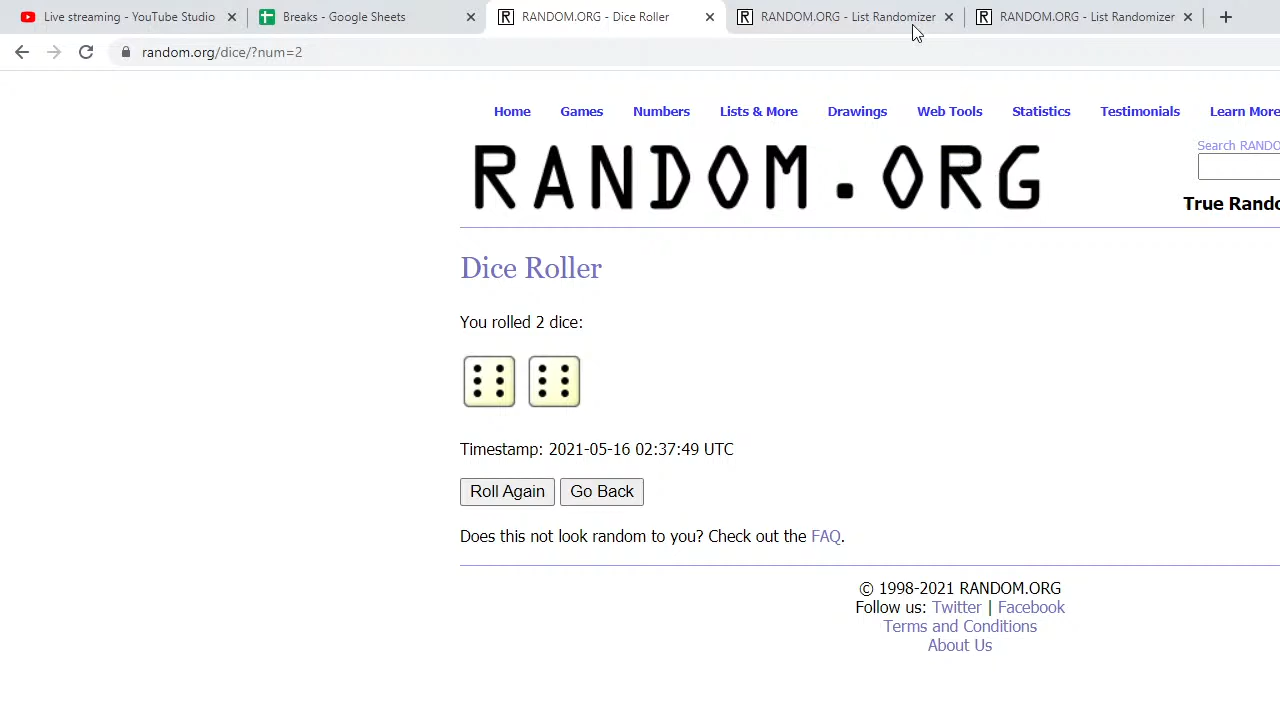 Live streaming - YouTube Studio
Breaks - Google Sheets
RANDOM.ORG - Dice Roller
RANDOM.ORG - List Randomizer
RANDOM.ORG - List Randomizer
random.org/dice/?num=2
Home Games Numbers Lists & More Drawings Web Tools Statistics Testimonials Learn More
RANDOM.ORG
Search RANDO
True Rando
Dice Roller
You rolled 2 dice:
Timestamp: 2021-05-16 02:37:49 UTC
Roll Again Go Back
Does this not look random to you? Check out the FAQ.
© 1998-2021 RANDOM.ORG
Follow us: Twitter | Facebook
Terms and Conditions
About Us